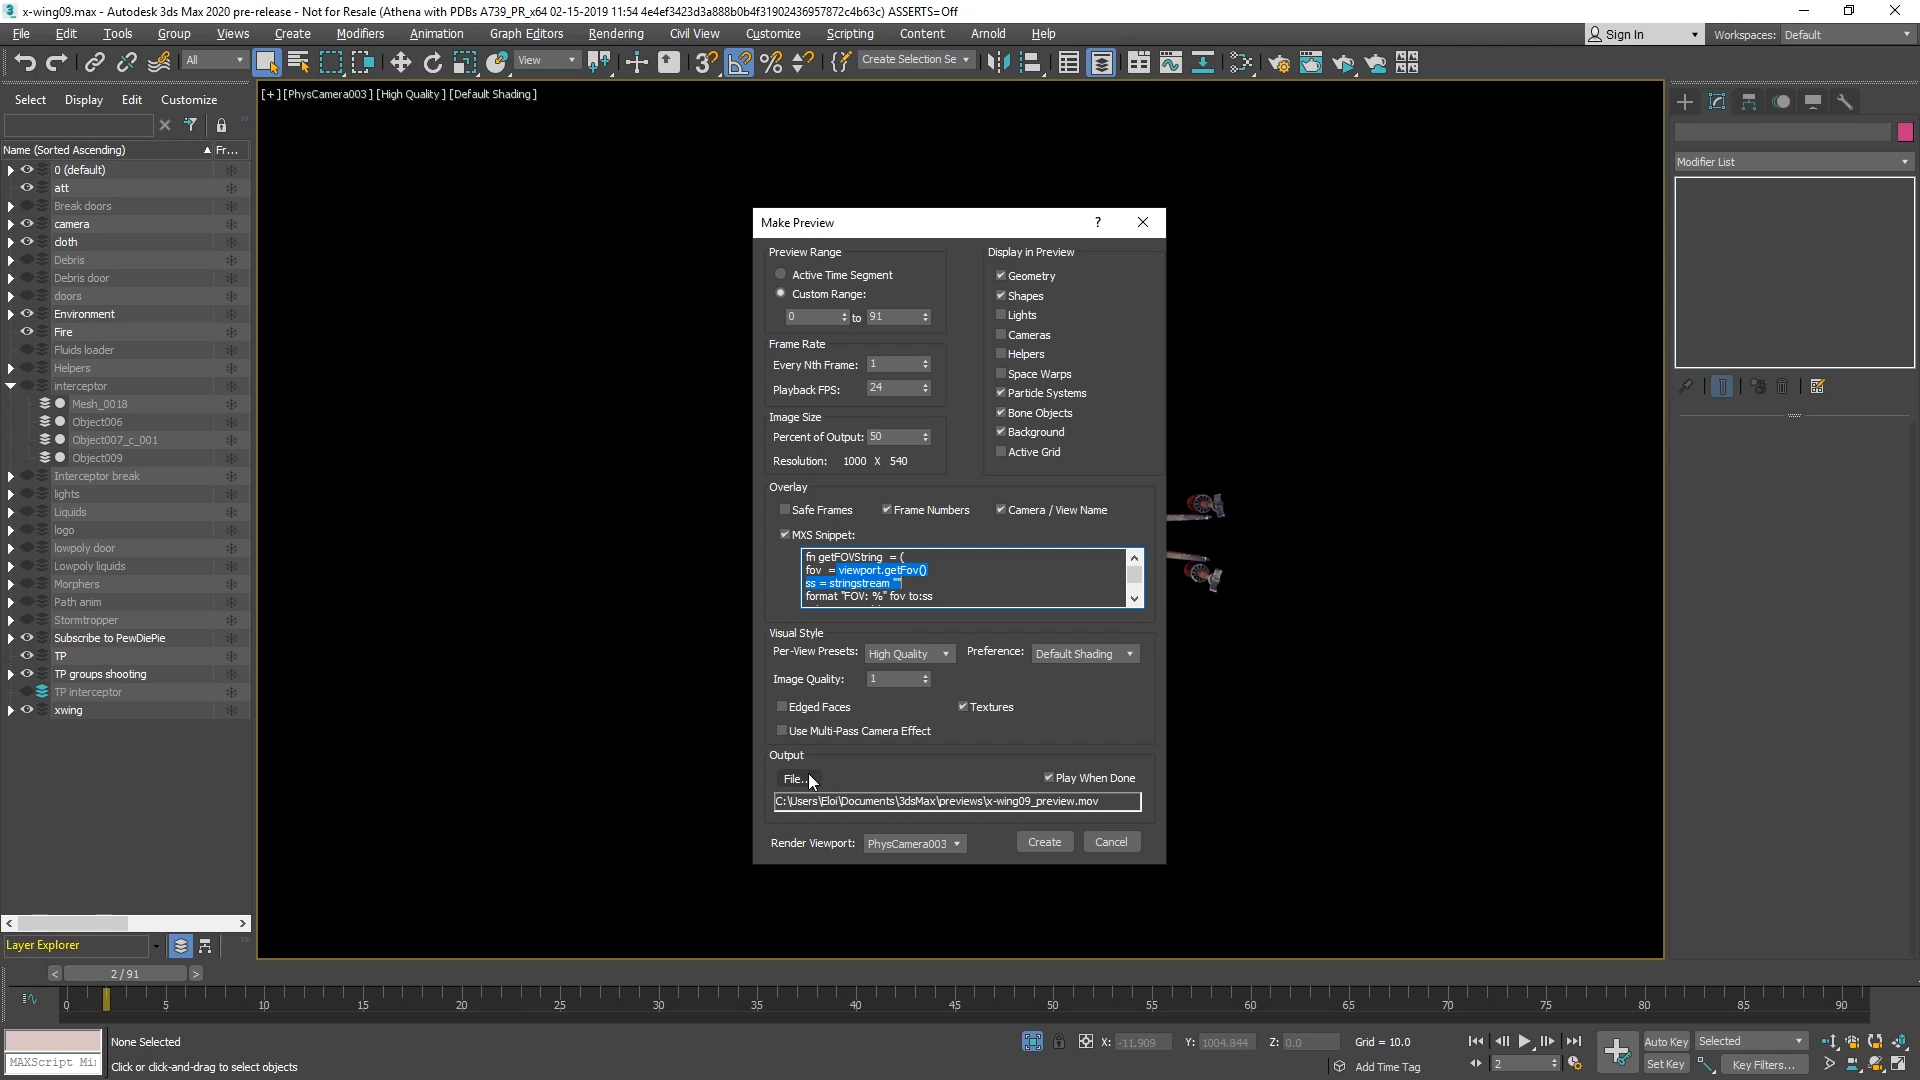 x-wing09.max - Autodesk 3ds Max 2020 pre-release - Not for Resale (Athena with PDBs A739_PR_x64 02-15-2019 11:54 4e4ef3423d3a888b0b4f31902436957872c4b63c) ASSERTS=Off
File Edit Tools Group Views Create Modifiers Animation Graph Editors Rendering Civil View Customize Scripting Content Arnold Help
Sign In Workspaces: Default
All View Create Selection Se
Select Display Edit Customize
[+] [PhysCamera003] [High Quality] [Default Shading]
Name (Sorted Ascending) Fr...
0 (default)
att
Break doors
camera
cloth
Debris
Debris door
doors
Environment
Fire
Fluids loader
Helpers
interceptor
Mesh_0018
Object006
Object007_c_001
Object009
Interceptor break
lights
Liquids
logo
lowpoly door
Lowpoly liquids
Morphers
Path anim
Stormtropper
Subscribe to PewDiePie
TP
TP groups shooting
TP interceptor
xwing
Layer Explorer
Make Preview ?
Preview Range
Active Time Segment
Custom Range:
0 to 91
Frame Rate
Every Nth Frame: 1
Playback FPS: 24
Image Size
Percent of Output: 50
Resolution: 1000 X 540
Display in Preview
Geometry
Shapes
Lights
Cameras
Helpers
Space Warps
Particle Systems
Bone Objects
Background
Active Grid
Overlay
Safe Frames Frame Numbers Camera / View Name
MXS Snippet:
fn getFOVString = (
fov = viewport.getFov()
ss = stringstream ""
format "FOV: %" fov to:ss
Visual Style
Per-View Presets: High Quality Preference: Default Shading
Image Quality: 1
Edged Faces Textures
Use Multi-Pass Camera Effect
Output
File... Play When Done
C:\Users\Eloi\Documents\3dsMax\previews\x-wing09_preview.mov
Render Viewport: PhysCamera003 Create Cancel
Modifier List
< 2 / 91 >
0 5 10 15 20 25 30 35 40 45 50 55 60 65 70 75 80 85 90
None Selected
X: -11.909 Y: 1004.844 Z: 0.0 Grid = 10.0
Auto Key Selected
MAXScript Mi
Click or click-and-drag to select objects
Add Time Tag
2
Set Key Key Filters...